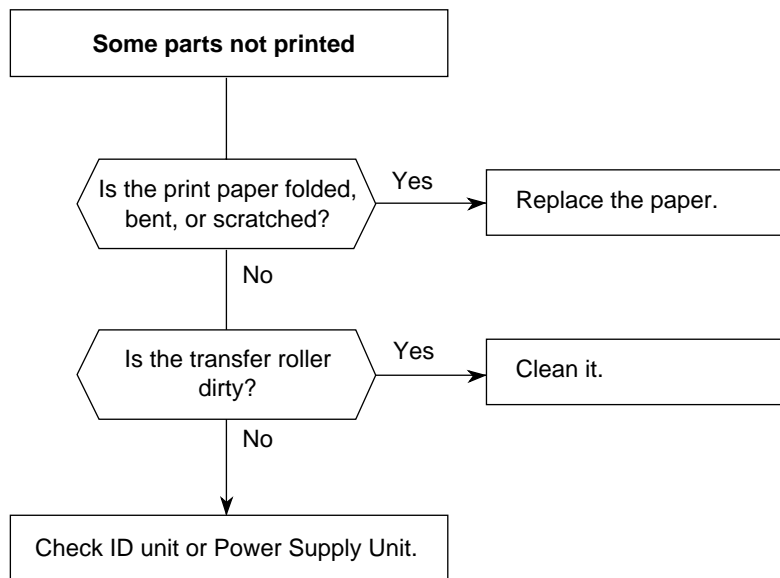 Some parts not printed
Is the print paper folded,
bent, or scratched?
Yes
Replace the paper.
No
Is the transfer roller
dirty?
Yes
Clean it.
No
Check ID unit or Power Supply Unit.